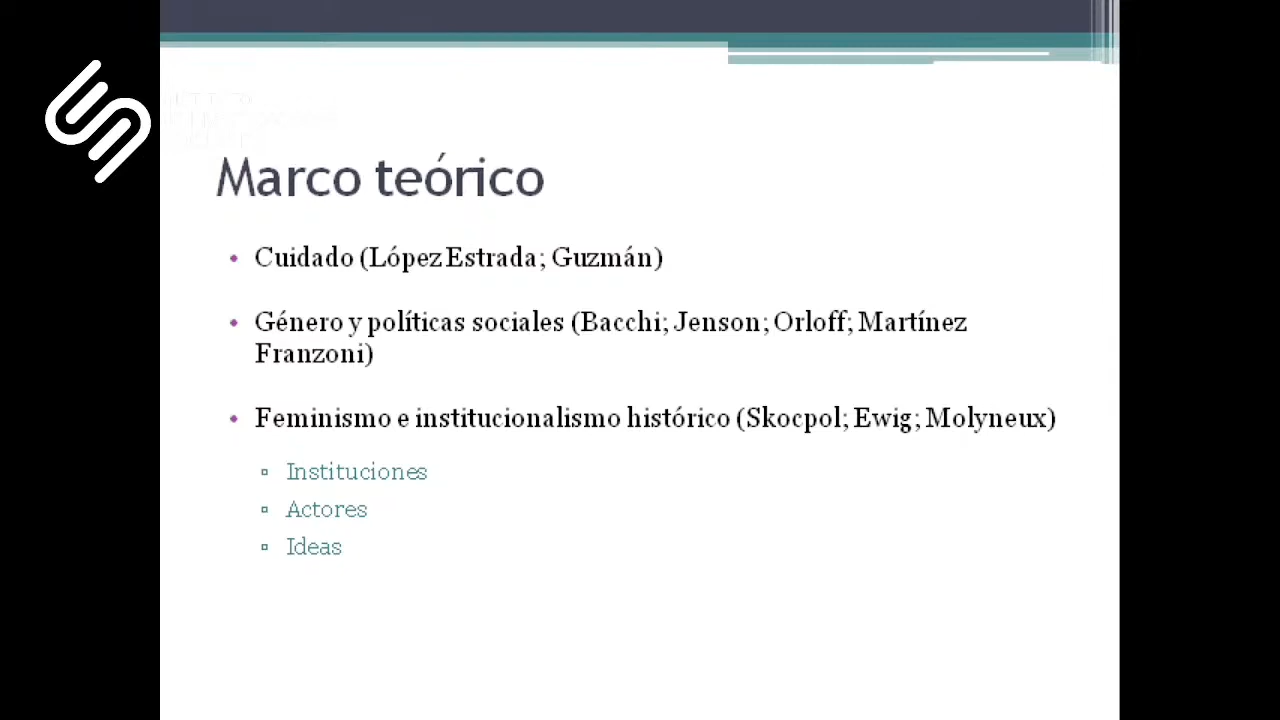 Marco teórico
• Cuidado (López Estrada; Guzmán)
• Género y políticas sociales (Bacchi; Jenson; Orloff; Martínez
Franzoni)
• Feminismo e institucionalismo histórico (Skocpol; Ewig; Molyneux)
▫ Instituciones
▫ Actores
▫ Ideas